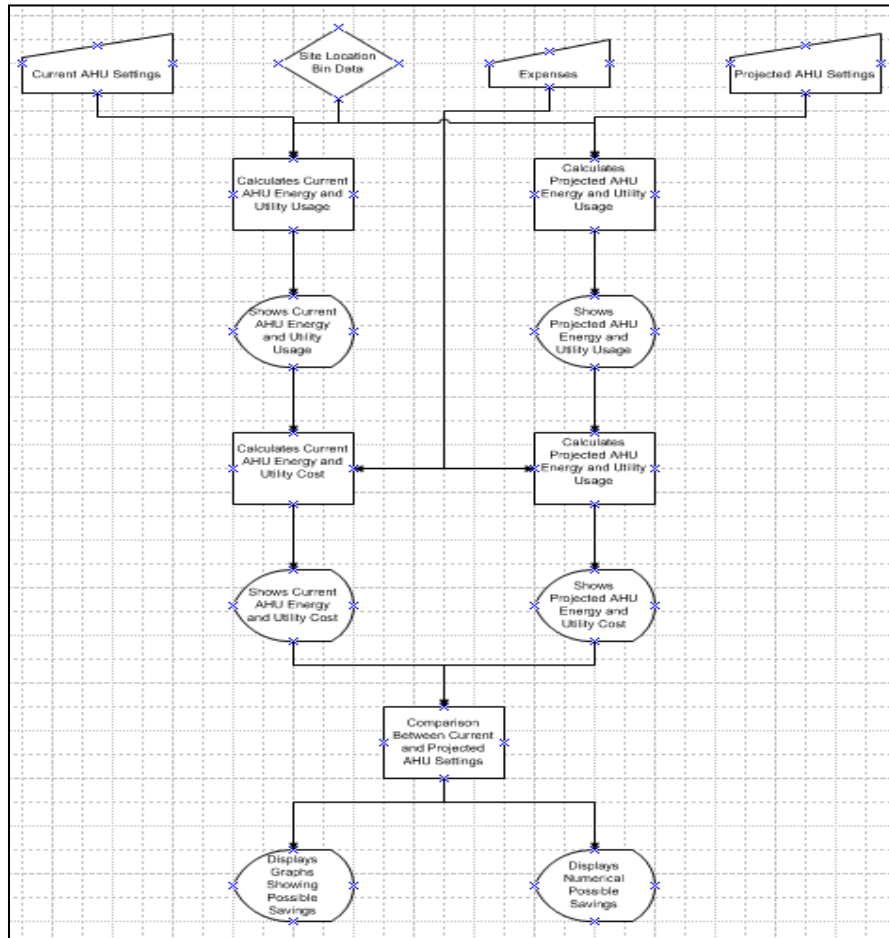 Current AHU Settings
Site Location
Bin Data
Expenses
Projected AHU Settings
Calculates Current
AHU Energy and
Utility Usage
Calculates
Projected AHU
Energy and Utility
Usage
Shows Current
AHU Energy
and Utility
Usage
Shows
Projected AHU
Energy and
Utility Usage
Calculates Current
AHU Energy and
Utility Cost
Calculates
Projected AHU
Energy and Utility
Usage
Shows Current
AHU Energy
and Utility Cost
Shows
Projected AHU
Energy and
Utility Cost
Comparison
Between Current
and Projected
AHU Settings
Displays
Graphs
Showing
Possible
Savings
Displays
Numerical
Possible
Savings